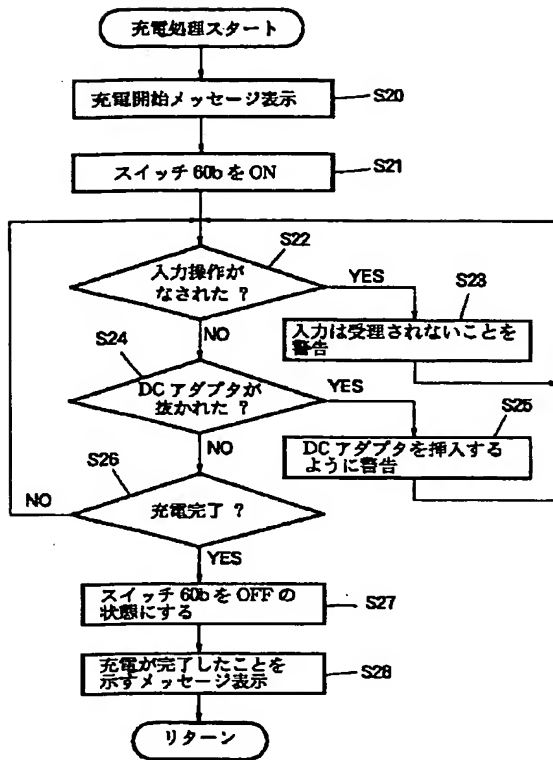 充電処理スタート
充電開始メッセージ表示
S20
スイッチ 60b を ON
S21
S22
入力操作が
なされた ?
YES
S23
NO
入力は受理されないことを
警告
S24
DC アダプタが
抜かれた ?
YES
S25
NO
DC アダプタを挿入する
ように警告
S26
NO
充電完了 ?
YES
スイッチ 60b を OFF の
状態にする
S27
充電が完了したことを
示すメッセージ表示
S28
リターン